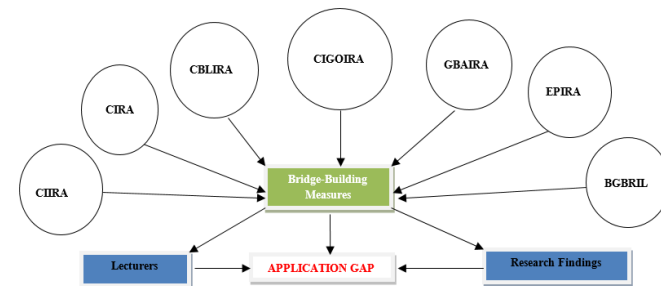 CIGOIRA
CBLIRA
GBAIRA
EPIRA
CIRA
CIIRA
BGBRIL
Bridge-Building
Measures
Lecturers
APPLICATION GAP
Research Findings